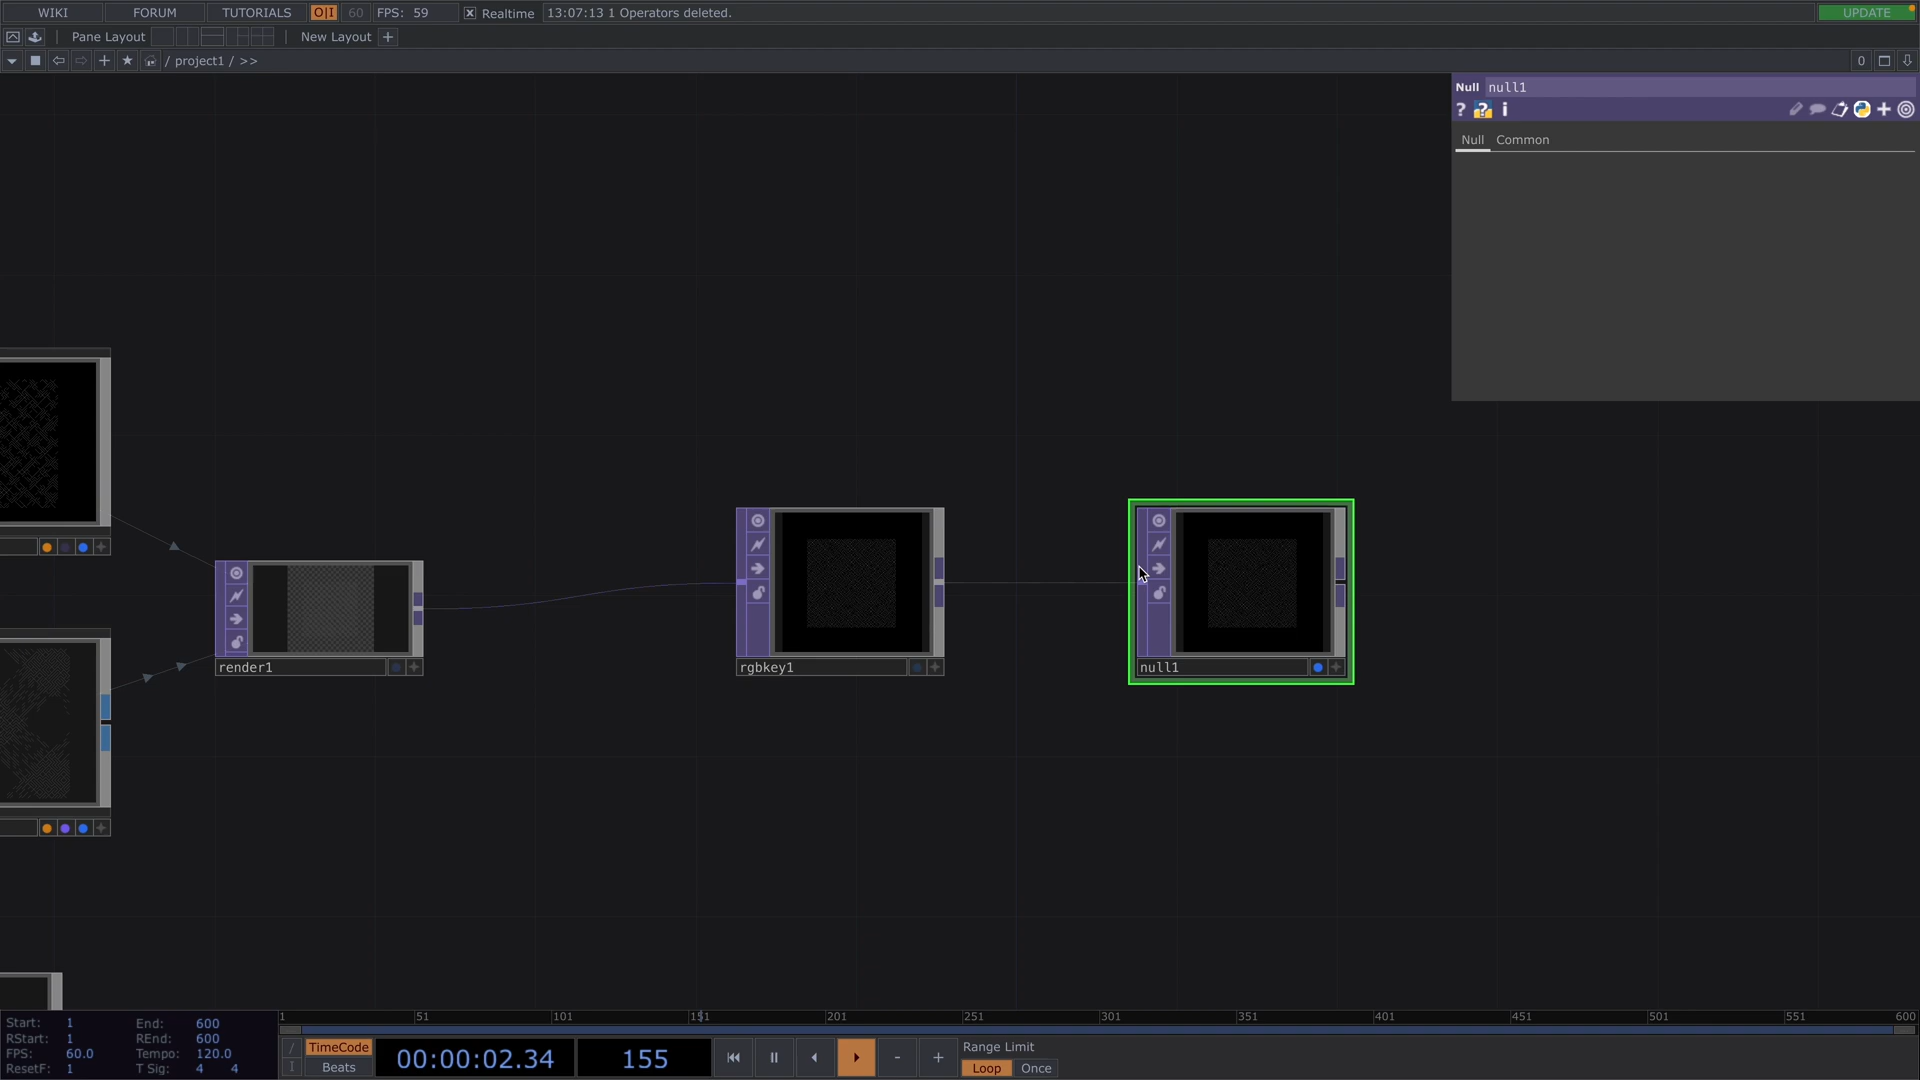 WIKI FORUM TUTORIALS O|I 60 FPS: 59 Realtime 13:07:13 1 Operators deleted. UPDATE
Pane Layout New Layout +
/ project1 / >> 0
Null null1
? ? i
Null Common
render1
rgbkey1
null1
1 51 101 151 201 251 301 351 401 451 501 551 600
Start: 1 End: 600
RStart: 1 REnd: 600
FPS: 60.0 Tempo: 120.0
ResetF: 1 T Sig: 4 4
/ TimeCode
I Beats
00:00:02.34 155 - +
Range Limit
Loop Once